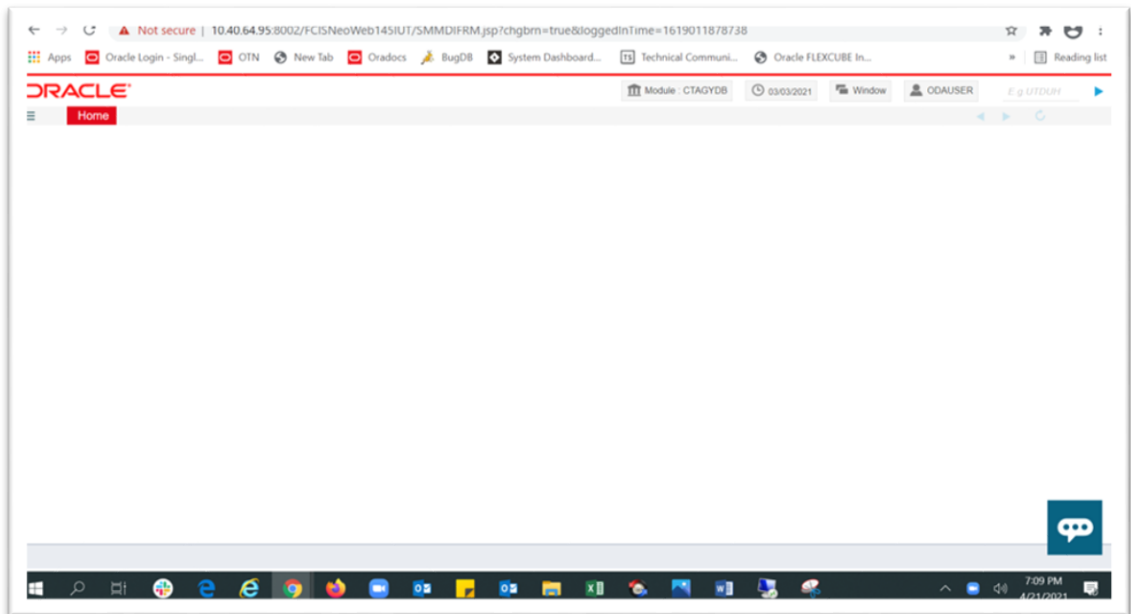 Not secure | 10.40.64.95:8002/FCISNeoWeb145IUT/SMMDIFRM.jsp?chgbrn=true&loggedInTime=1619011878738
Apps Oracle Login - Singl... OTN New Tab Oradocs BugDB System Dashboard... TS Technical Communi... Oracle FLEXCUBE In... » Reading list
ORACLE Module : CTAGYDB 03/03/2021 Window ODAUSER E.g UTDUH
Home
7:09 PM
4/21/2021